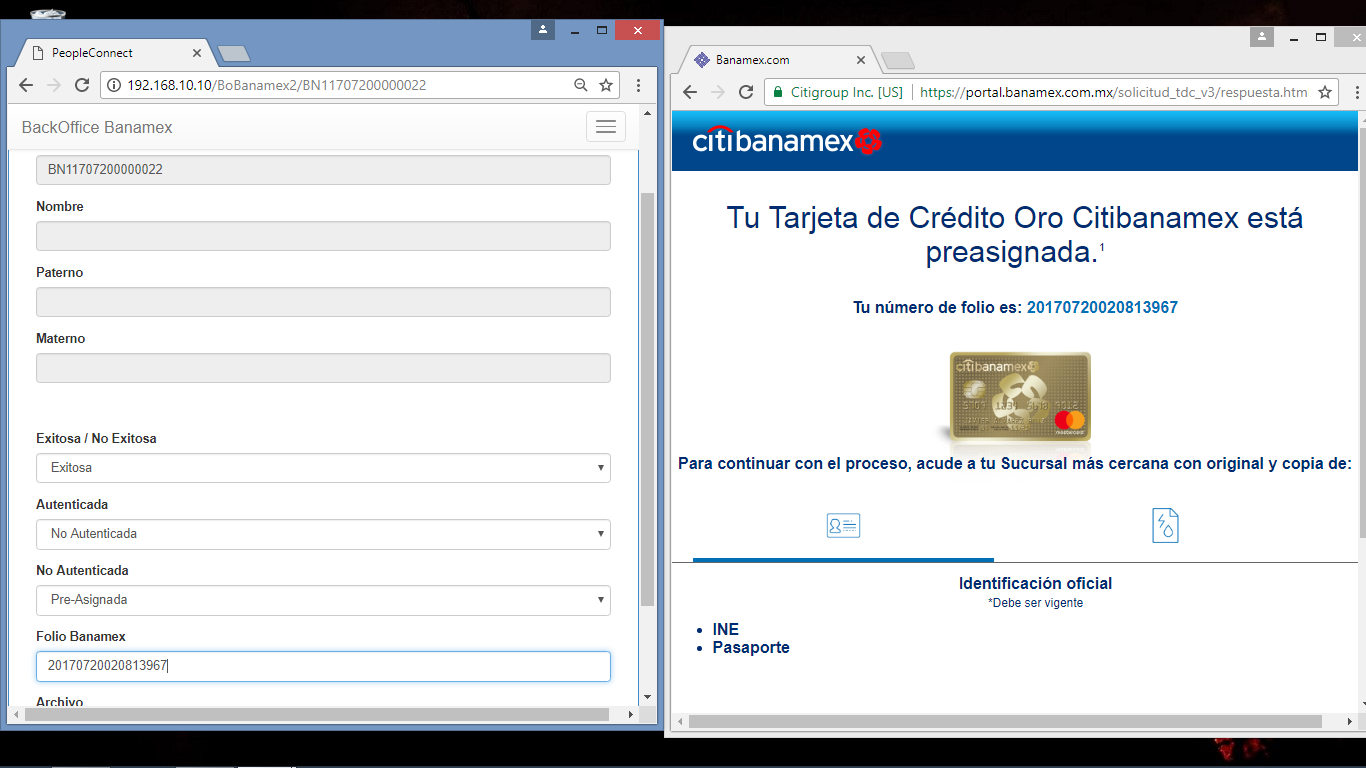 PeopleConnect
192.168.10.10/BoBanamex2/BN11707200000022
BackOffice Banamex
BN11707200000022
Nombre
Paterno
Materno
Exitosa / No Exitosa
Exitosa
Autenticada
No Autenticada
No Autenticada
Pre-Asignada
Folio Banamex
20170720020813967
Archivo
Banamex.com
Citigroup Inc. [US]
https://portal.banamex.com.mx/solicitud_tdc_v3/respuesta.htm
citibanamex
Tu Tarjeta de Crédito Oro Citibanamex está
preasignada.1
Tu número de folio es: 20170720020813967
citibanamex
mastercard
Para continuar con el proceso, acude a tu Sucursal más cercana con original y copia de:
Identificación oficial
*Debe ser vigente
• INE
• Pasaporte